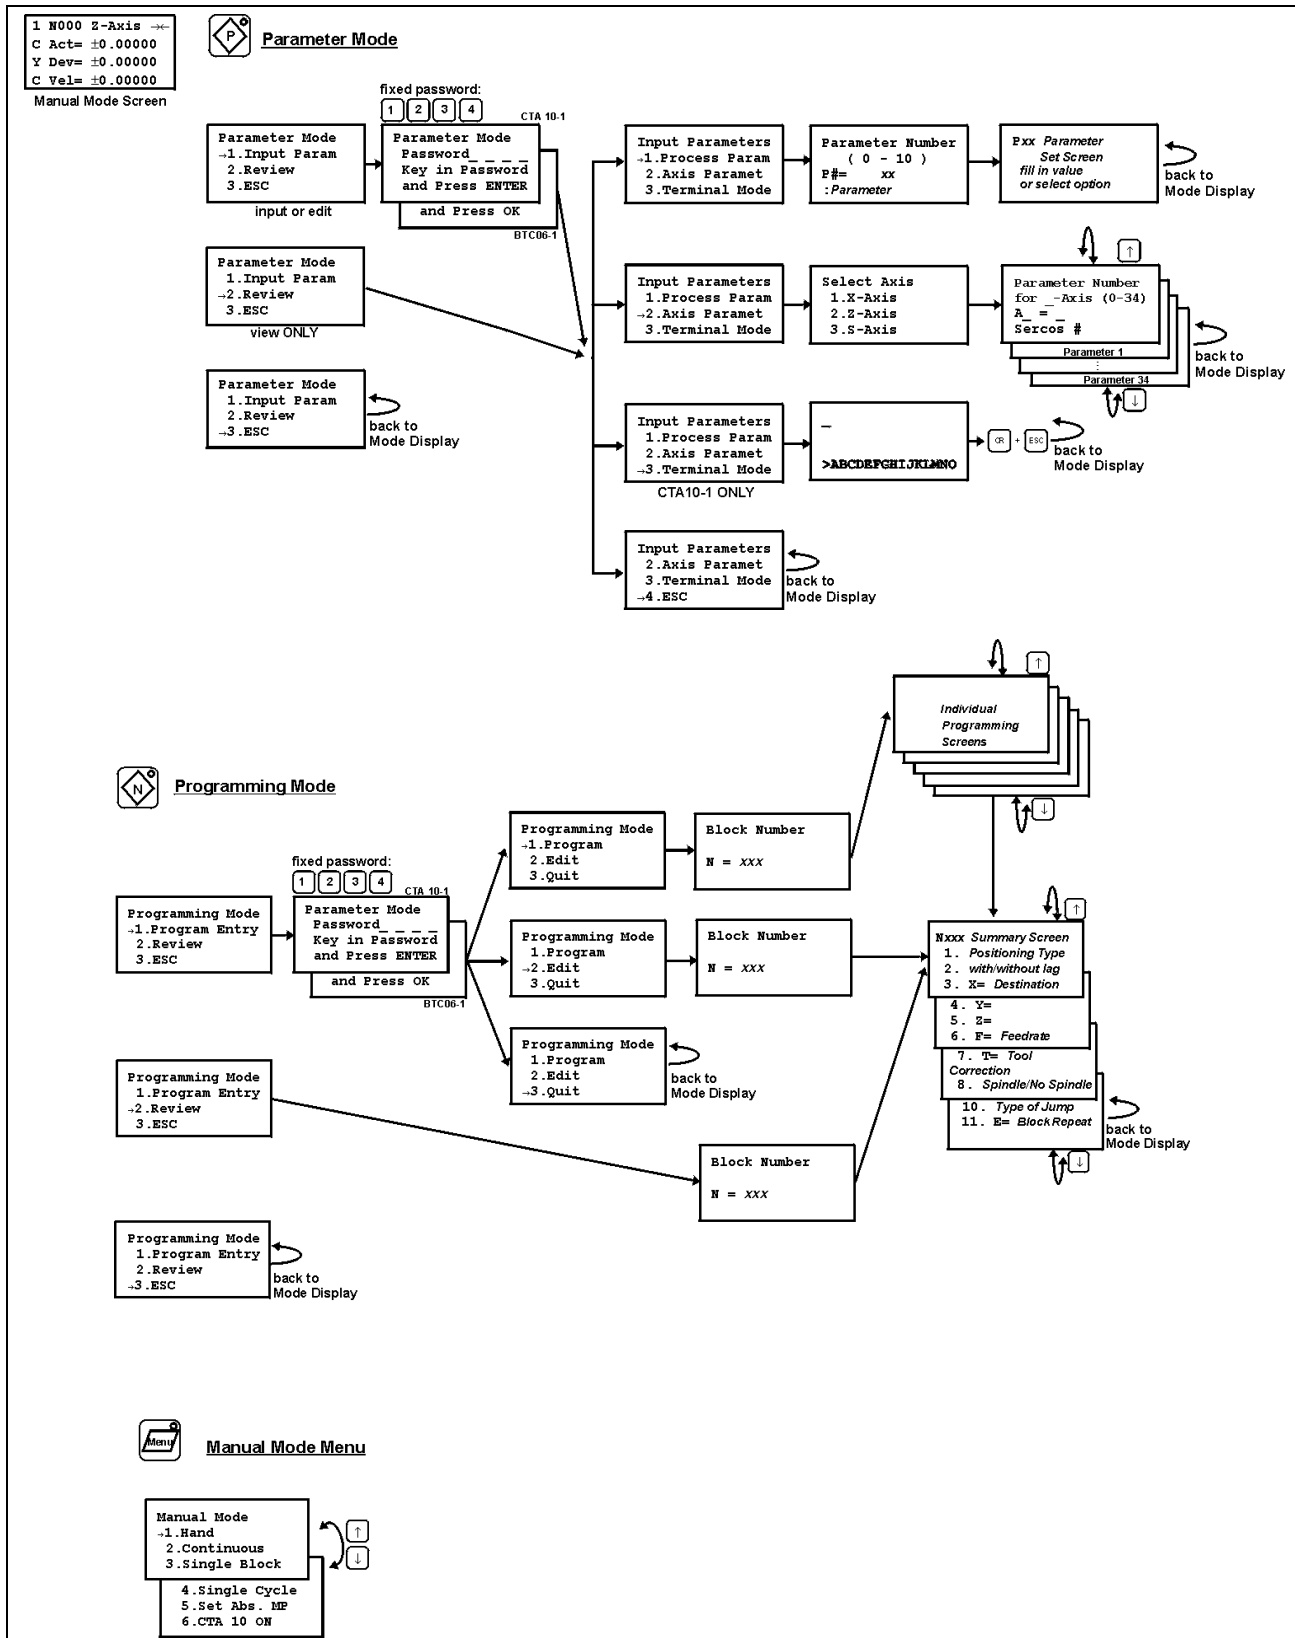 1 N000 Z-Axis →←
C Act= ±0.00000
Y Dev= ±0.00000
C Vel= ±0.00000
Manual Mode Screen
P
Parameter Mode
fixed password:
1 2 3 4
CTA 10-1
Parameter Mode
→1.Input Param
2.Review
3.ESC
input or edit
Parameter Mode
Password_ _ _ _
Key in Password
and Press ENTER
and Press OK
BTC06-1
Input Parameters
→1.Process Param
2.Axis Paramet
3.Terminal Mode
Parameter Number
( 0 - 10 )
P#= xx
:Parameter
Pxx Parameter
Set Screen
fill in value
or select option
back to
Mode Display
Parameter Mode
1.Input Param
→2.Review
3.ESC
view ONLY
Input Parameters
1.Process Param
→2.Axis Paramet
3.Terminal Mode
Select Axis
1.X-Axis
2.Z-Axis
3.S-Axis
↑
Parameter Number
for _-Axis (0-34)
A_ = _
Sercos #
Parameter 1
⋮
Parameter 34
↓
back to
Mode Display
Parameter Mode
1.Input Param
2.Review
→3.ESC
back to
Mode Display
Input Parameters
1.Process Param
2.Axis Paramet
→3.Terminal Mode
CTA10-1 ONLY
_
>ABCDEFGHIJKLMNO
CR + ESC
back to
Mode Display
Input Parameters
2.Axis Paramet
3.Terminal Mode
→4.ESC
back to
Mode Display
N
Programming Mode
↑
Individual
Programming
Screens
↓
fixed password:
1 2 3 4
CTA 10-1
Programming Mode
→1.Program Entry
2.Review
3.ESC
Parameter Mode
Password_ _ _ _
Key in Password
and Press ENTER
and Press OK
BTC06-1
Programming Mode
→1.Program
2.Edit
3.Quit
Block Number
N = xxx
Programming Mode
1.Program
→2.Edit
3.Quit
Block Number
N = xxx
Programming Mode
1.Program
2.Edit
→3.Quit
back to
Mode Display
↑
Nxxx Summary Screen
1. Positioning Type
2. with/without lag
3. X= Destination
4. Y=
5. Z=
6. F= Feedrate
7. T= Tool
Correction
8. Spindle/No Spindle
10. Type of Jump
11. E= Block Repeat
↓
back to
Mode Display
Programming Mode
1.Program Entry
→2.Review
3.ESC
Block Number
N = xxx
Programming Mode
1.Program Entry
2.Review
→3.ESC
back to
Mode Display
Menu
Manual Mode Menu
Manual Mode
→1.Hand
2.Continuous
3.Single Block
4.Single Cycle
5.Set Abs. MP
6.CTA 10 ON
↑
↓